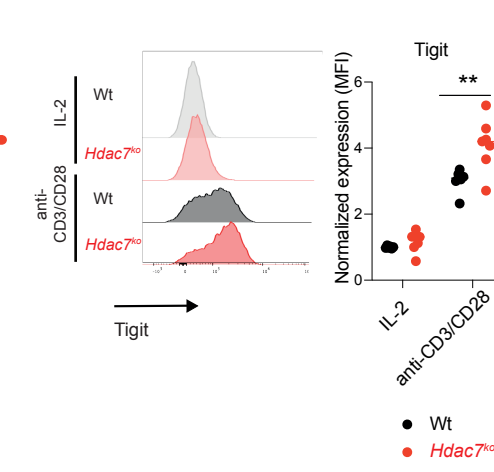 IL-2
Wt
Hdac7ko
anti-
CD3/CD28
Wt
Hdac7ko
Tigit
Tigit
**
Normalized expression (MFI)
6
4
2
0
IL-2
anti-CD3/CD28
Wt
Hdac7ko